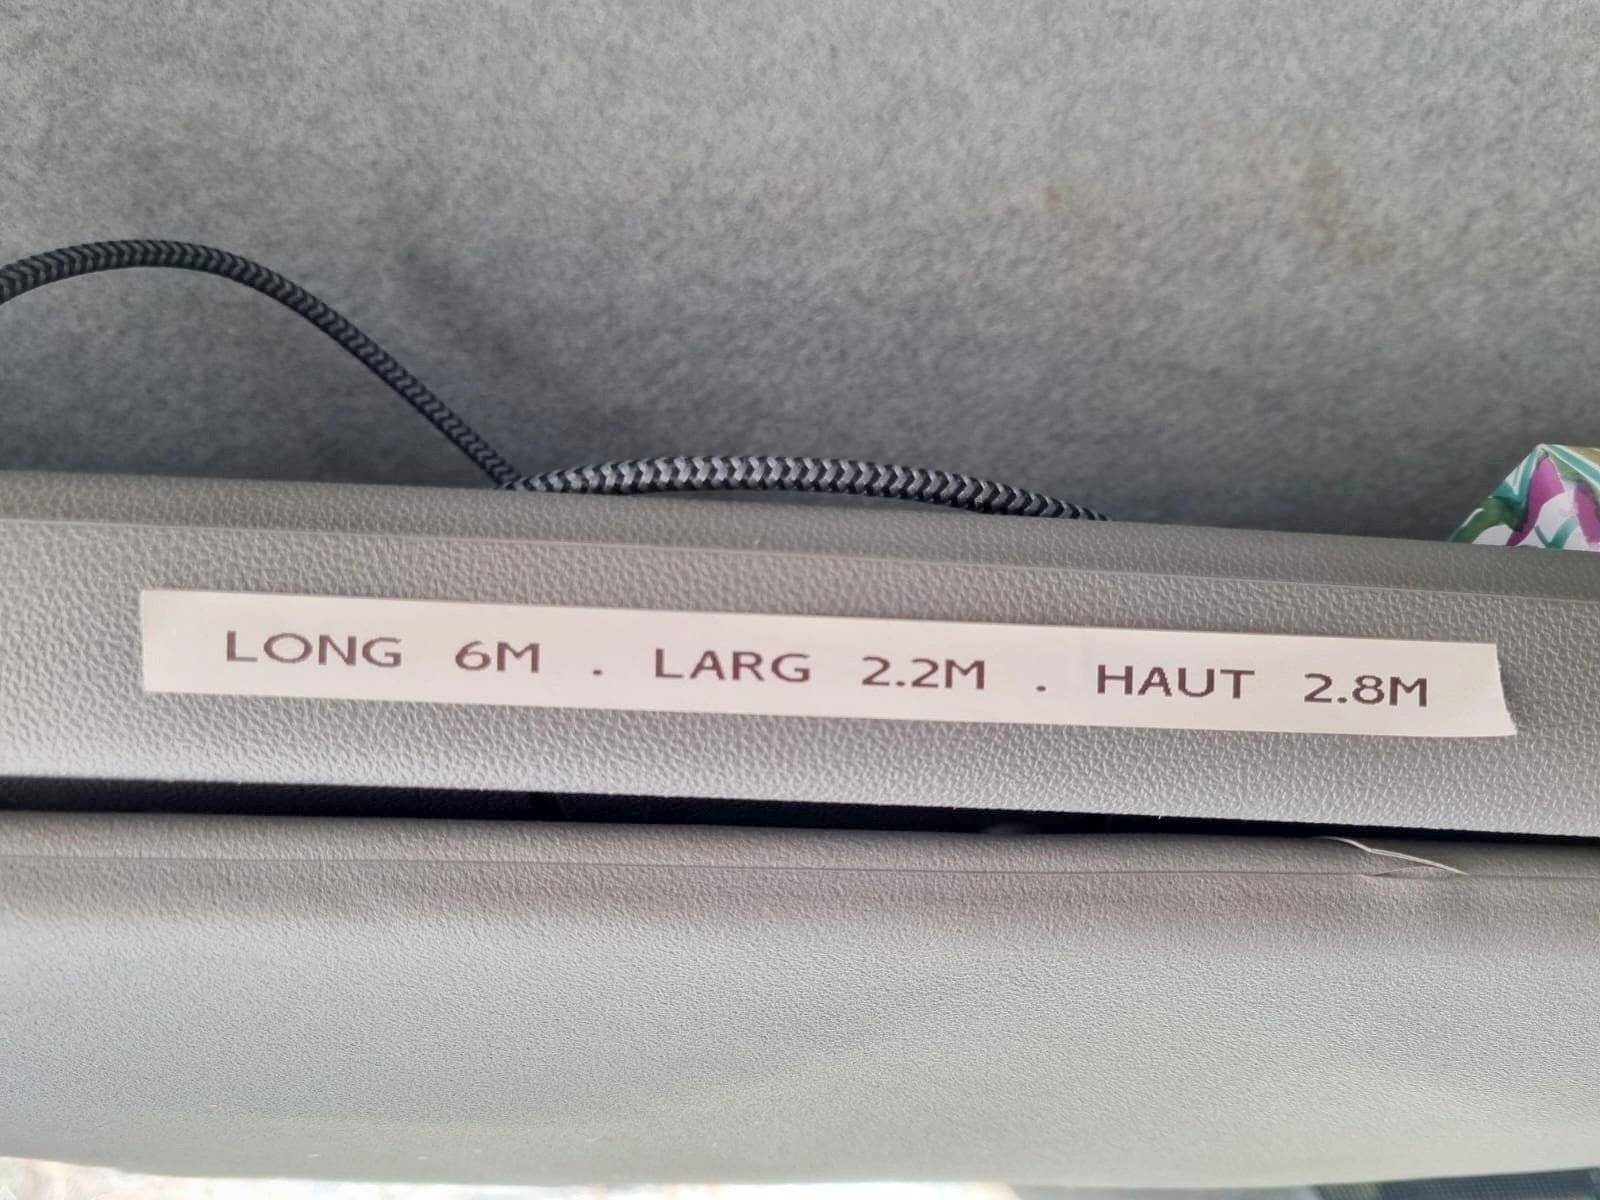 LONG 6M . LARG 2.2M . HAUT 2.8M